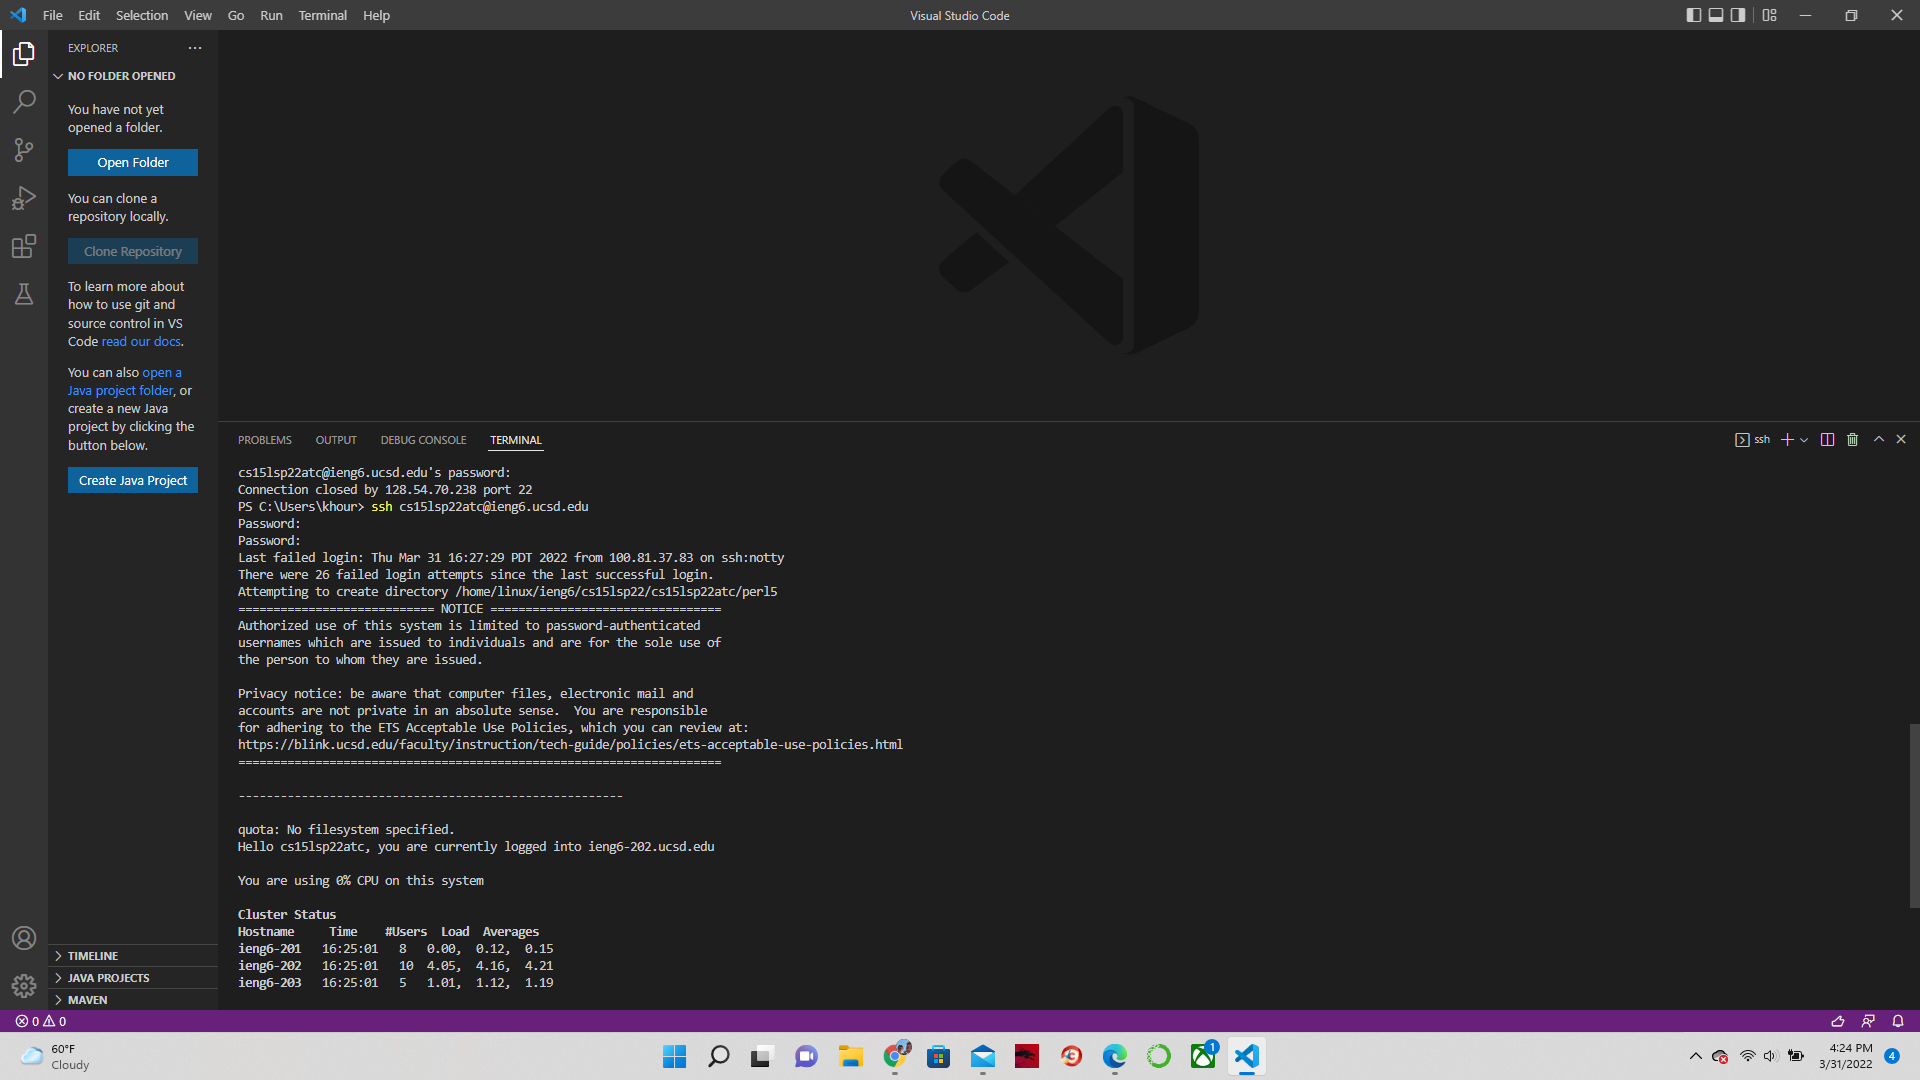 File Edit Selection View Go Run Terminal Help
Visual Studio Code
EXPLORER
NO FOLDER OPENED
You have not yet
opened a folder.
Open Folder
You can clone a
repository locally.
Clone Repository
To learn more about
how to use git and
source control in VS
Code read our docs.
You can also open a
Java project folder, or
create a new Java
project by clicking the
button below.
Create Java Project
TIMELINE
JAVA PROJECTS
MAVEN
PROBLEMS OUTPUT DEBUG CONSOLE TERMINAL
ssh
cs15lsp22atc@ieng6.ucsd.edu's password:
Connection closed by 128.54.70.238 port 22
PS C:\Users\khour> ssh cs15lsp22atc@ieng6.ucsd.edu
Password:
Password:
Last failed login: Thu Mar 31 16:27:29 PDT 2022 from 100.81.37.83 on ssh:notty
There were 26 failed login attempts since the last successful login.
Attempting to create directory /home/linux/ieng6/cs15lsp22/cs15lsp22atc/perl5
============================ NOTICE =================================
Authorized use of this system is limited to password-authenticated
usernames which are issued to individuals and are for the sole use of
the person to whom they are issued.
Privacy notice: be aware that computer files, electronic mail and
accounts are not private in an absolute sense.  You are responsible
for adhering to the ETS Acceptable Use Policies, which you can review at:
https://blink.ucsd.edu/faculty/instruction/tech-guide/policies/ets-acceptable-use-policies.html
=====================================================================
-------------------------------------------------------
quota: No filesystem specified.
Hello cs15lsp22atc, you are currently logged into ieng6-202.ucsd.edu
You are using 0% CPU on this system
Cluster Status
Hostname     Time    #Users  Load  Averages
ieng6-201   16:25:01   8   0.00,  0.12,  0.15
ieng6-202   16:25:01   10  4.05,  4.16,  4.21
ieng6-203   16:25:01   5   1.01,  1.12,  1.19
0 0
60°F
Cloudy
1
4:24 PM
3/31/2022
4